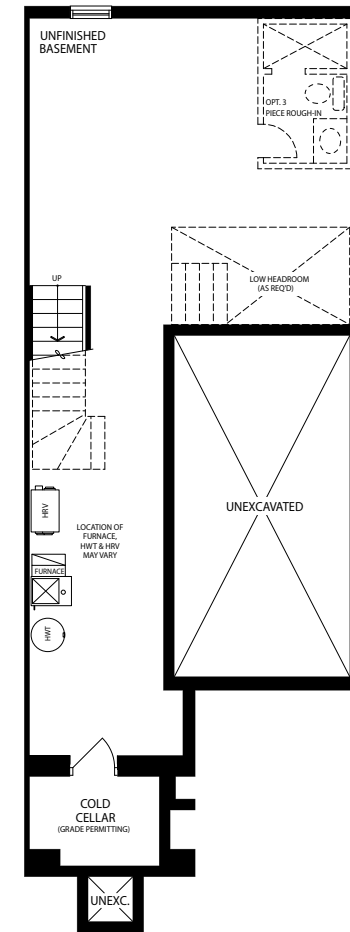 UNFINISHED
BASEMENT
OPT. 3
PIECE ROUGH-IN
UP
LOW HEADROOM
(AS REQ'D)
UNEXCAVATED
HRV
LOCATION OF
FURNACE,
HWT & HRV
MAY VARY
FURNACE
HWT
COLD
CELLAR
(GRADE PERMITTING)
UNEXC.